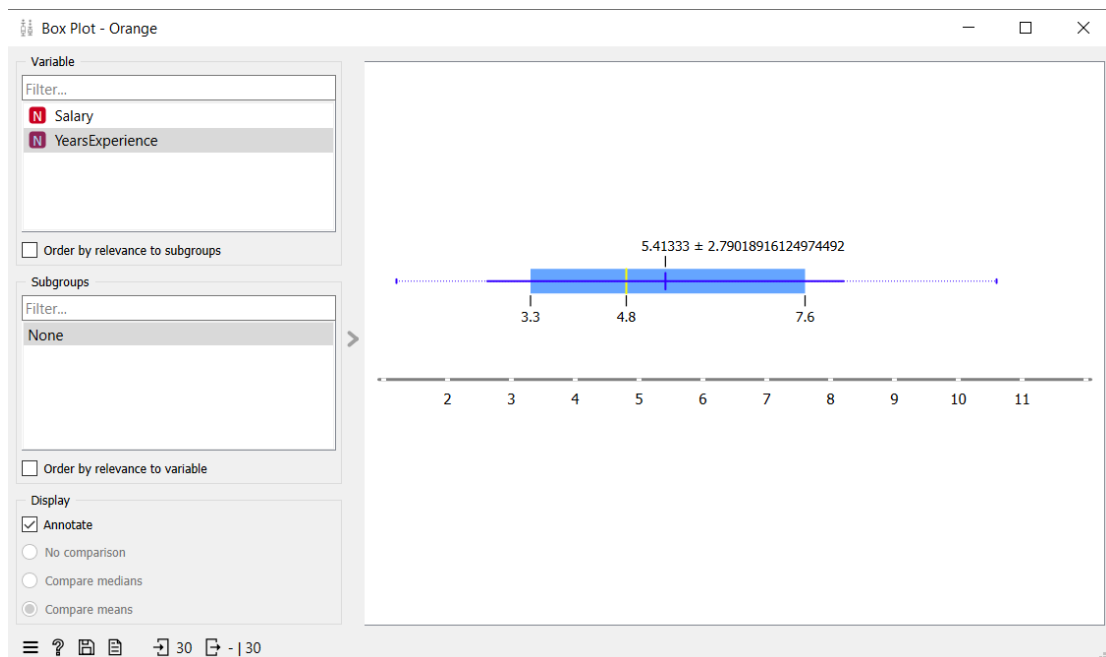 Box Plot - Orange
Variable
Filter...
N Salary
N YearsExperience
Order by relevance to subgroups
Subgroups
Filter...
None
Order by relevance to variable
Display
Annotate
No comparison
Compare medians
Compare means
? 30 - | 30
5.41333 ± 2.79018916124974492
3.3 4.8 7.6
2 3 4 5 6 7 8 9 10 11